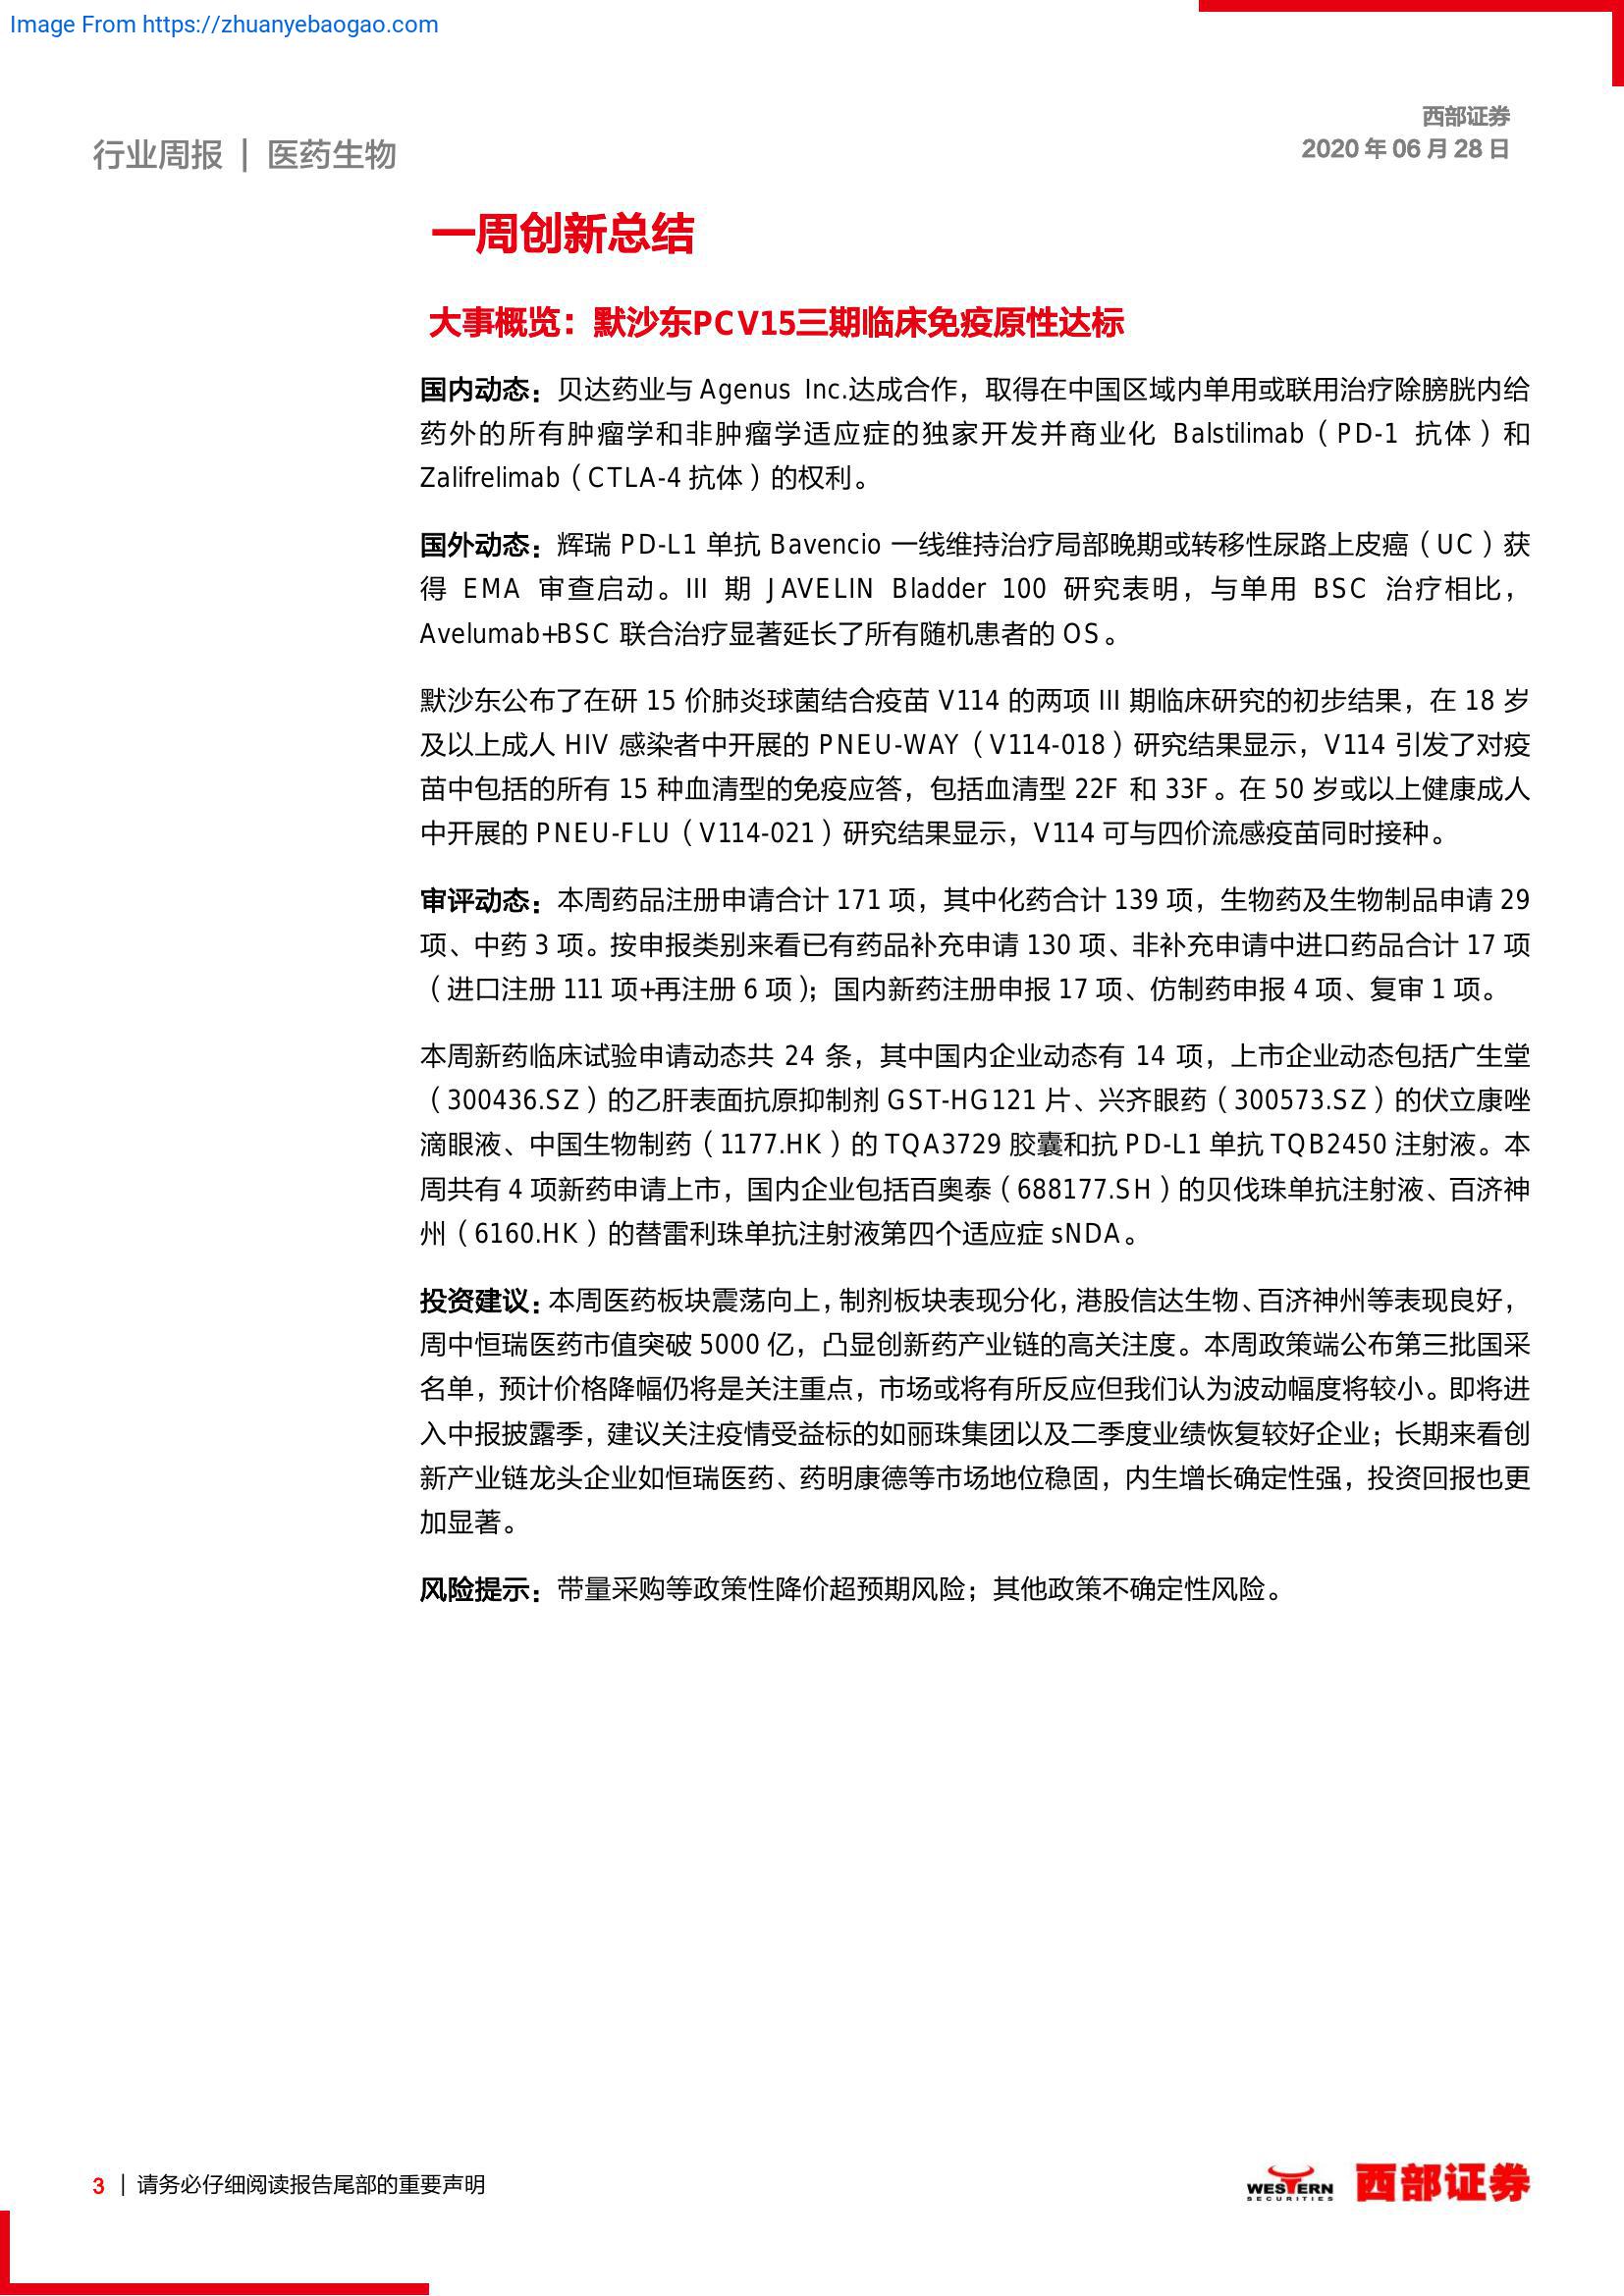 Image From https://zhuanyebaogao.com
西部证券
行业周报 | 医药生物
2020 年 06 月 28 日
一周创新总结
大事概览：默沙东PCV15三期临床免疫原性达标
国内动态：贝达药业与 Agenus Inc.达成合作，取得在中国区域内单用或联用治疗除膀胱内给
药外的所有肿瘤学和非肿瘤学适应症的独家开发并商业化 Balstilimab（PD-1 抗体）和
Zalifrelimab（CTLA-4 抗体）的权利。
国外动态：辉瑞 PD-L1 单抗 Bavencio 一线维持治疗局部晚期或转移性尿路上皮癌（UC）获
得 EMA 审查启动。III 期 JAVELIN Bladder 100 研究表明，与单用 BSC 治疗相比，
Avelumab+BSC 联合治疗显著延长了所有随机患者的 OS。
默沙东公布了在研 15 价肺炎球菌结合疫苗 V114 的两项 III 期临床研究的初步结果，在 18 岁
及以上成人 HIV 感染者中开展的 PNEU-WAY（V114-018）研究结果显示，V114 引发了对疫
苗中包括的所有 15 种血清型的免疫应答，包括血清型 22F 和 33F。在 50 岁或以上健康成人
中开展的 PNEU-FLU（V114-021）研究结果显示，V114 可与四价流感疫苗同时接种。
审评动态：本周药品注册申请合计 171 项，其中化药合计 139 项，生物药及生物制品申请 29
项、中药 3 项。按申报类别来看已有药品补充申请 130 项、非补充申请中进口药品合计 17 项
（进口注册 111 项+再注册 6 项）；国内新药注册申报 17 项、仿制药申报 4 项、复审 1 项。
本周新药临床试验申请动态共 24 条，其中国内企业动态有 14 项，上市企业动态包括广生堂
（300436.SZ）的乙肝表面抗原抑制剂 GST-HG121 片、兴齐眼药（300573.SZ）的伏立康唑
滴眼液、中国生物制药（1177.HK）的 TQA3729 胶囊和抗 PD-L1 单抗 TQB2450 注射液。本
周共有 4 项新药申请上市，国内企业包括百奥泰（688177.SH）的贝伐珠单抗注射液、百济神
州（6160.HK）的替雷利珠单抗注射液第四个适应症 sNDA。
投资建议：本周医药板块震荡向上，制剂板块表现分化，港股信达生物、百济神州等表现良好，
周中恒瑞医药市值突破 5000 亿，凸显创新药产业链的高关注度。本周政策端公布第三批国采
名单，预计价格降幅仍将是关注重点，市场或将有所反应但我们认为波动幅度将较小。即将进
入中报披露季，建议关注疫情受益标的如丽珠集团以及二季度业绩恢复较好企业；长期来看创
新产业链龙头企业如恒瑞医药、药明康德等市场地位稳固，内生增长确定性强，投资回报也更
加显著。
风险提示：带量采购等政策性降价超预期风险；其他政策不确定性风险。
3 | 请务必仔细阅读报告尾部的重要声明
WESTERN
SECURITIES
西部证券